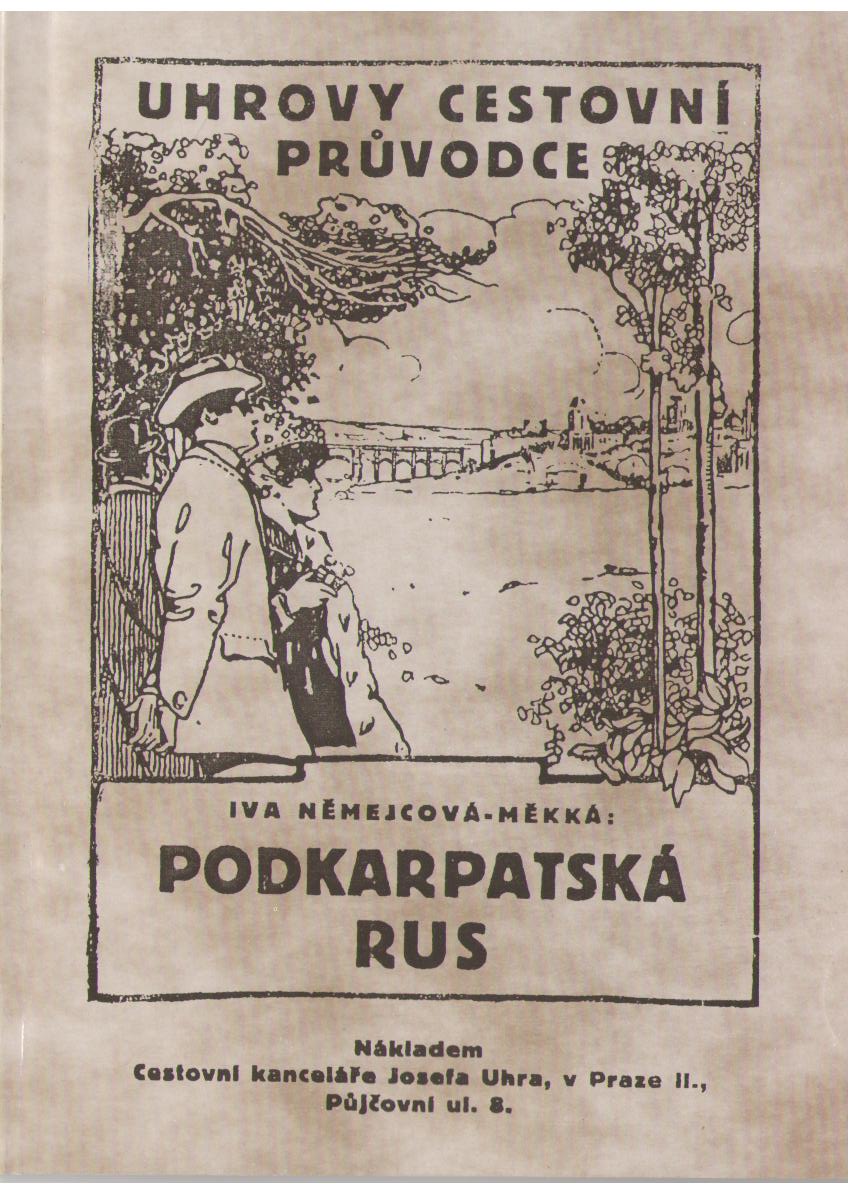 UHROVY CESTOVNÍ
PRŮVODCE
IVA NĚMEJCOVÁ-MĚKKÁ:
PODKARPATSKÁ
RUS
Nákladem
Cestovní kanceláře Josefa Uhra, v Praze II.,
Půjčovní ul. 8.